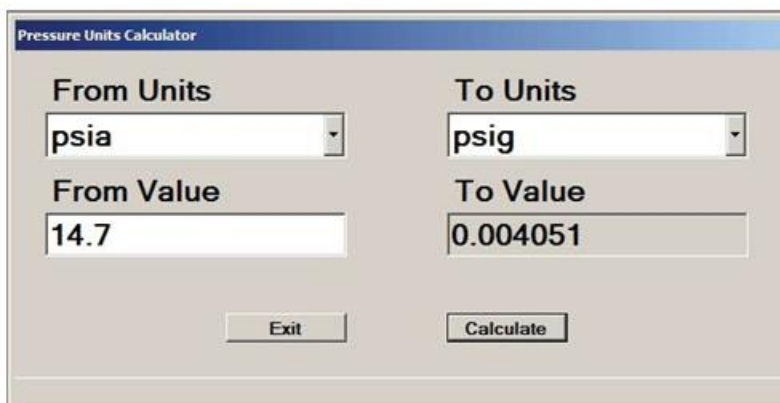 Pressure Units Calculator
From Units
To Units
psia
psig
From Value
To Value
14.7
0.004051
Exit
Calculate